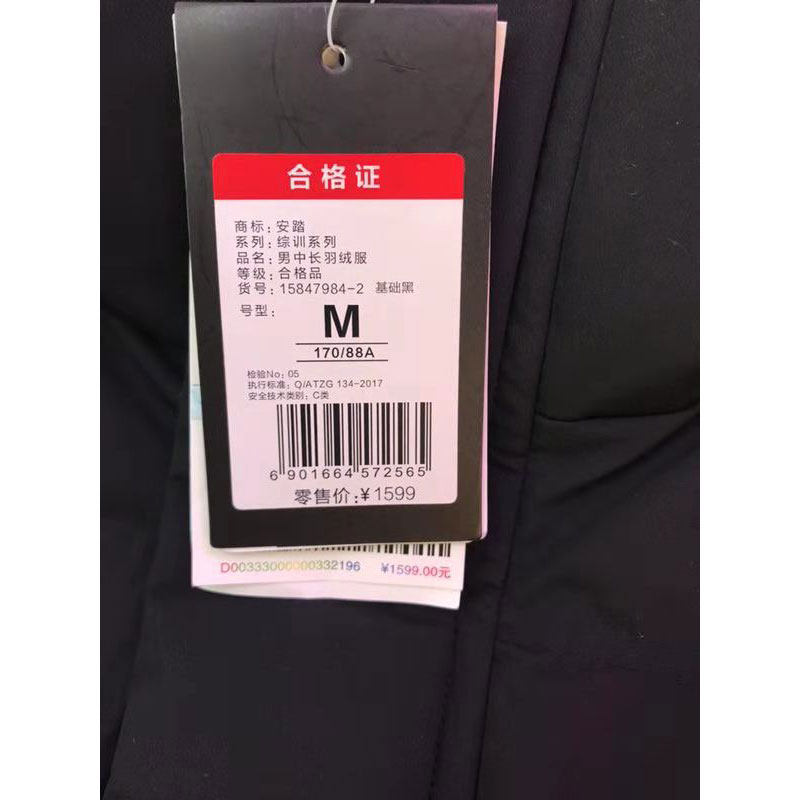 合格证
商标：安踏
系列：综训系列
品名：男中长羽绒服
等级：合格品
货号：15847984-2 基础黑
号型： M
170/88A
检验No：05
执行标准：Q/ATZG 134-2017
安全技术类别：C类
6 901664 572565
零售价：¥1599
D00333000000332196 ¥1599.00元